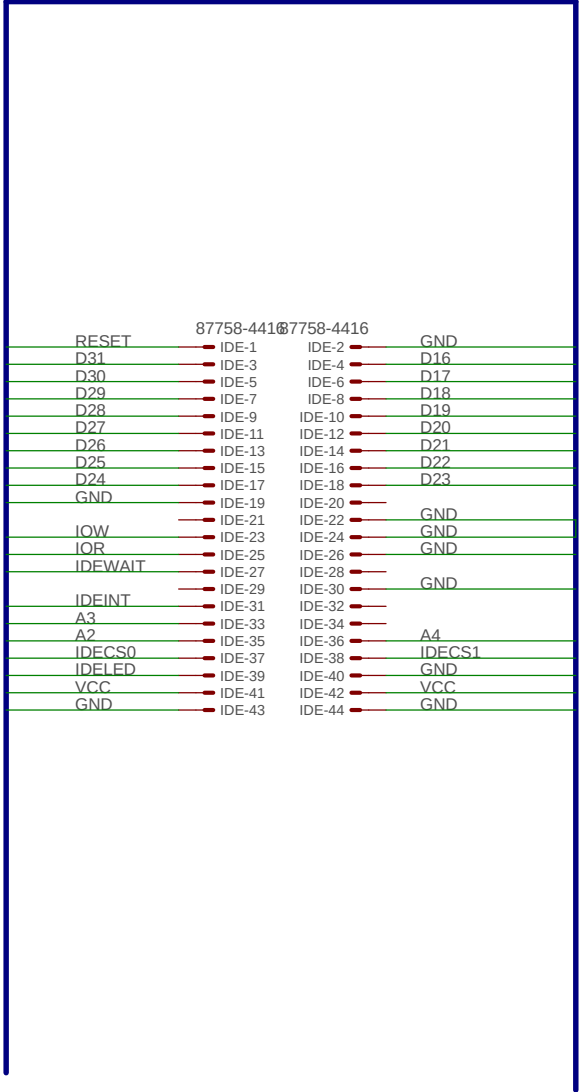 87758-4416 87758-4416
RESET IDE-1 IDE-2 GND
D31 IDE-3 IDE-4 D16
D30 IDE-5 IDE-6 D17
D29 IDE-7 IDE-8 D18
D28 IDE-9 IDE-10 D19
D27 IDE-11 IDE-12 D20
D26 IDE-13 IDE-14 D21
D25 IDE-15 IDE-16 D22
D24 IDE-17 IDE-18 D23
GND IDE-19 IDE-20
IDE-21 IDE-22 GND
IOW IDE-23 IDE-24 GND
IOR IDE-25 IDE-26 GND
IDEWAIT IDE-27 IDE-28
IDE-29 IDE-30 GND
IDEINT IDE-31 IDE-32
A3 IDE-33 IDE-34
A2 IDE-35 IDE-36 A4
IDECS0 IDE-37 IDE-38 IDECS1
IDELED IDE-39 IDE-40 GND
VCC IDE-41 IDE-42 VCC
GND IDE-43 IDE-44 GND